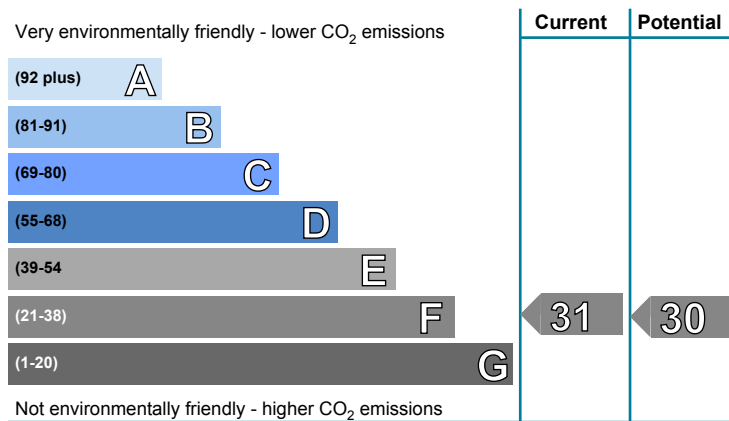 Very environmentally friendly - lower CO2 emissions
Current
Potential
(92 plus) A
(81-91) B
(69-80) C
(55-68) D
(39-54 E
(21-38) F
31
30
(1-20) G
Not environmentally friendly - higher CO2 emissions